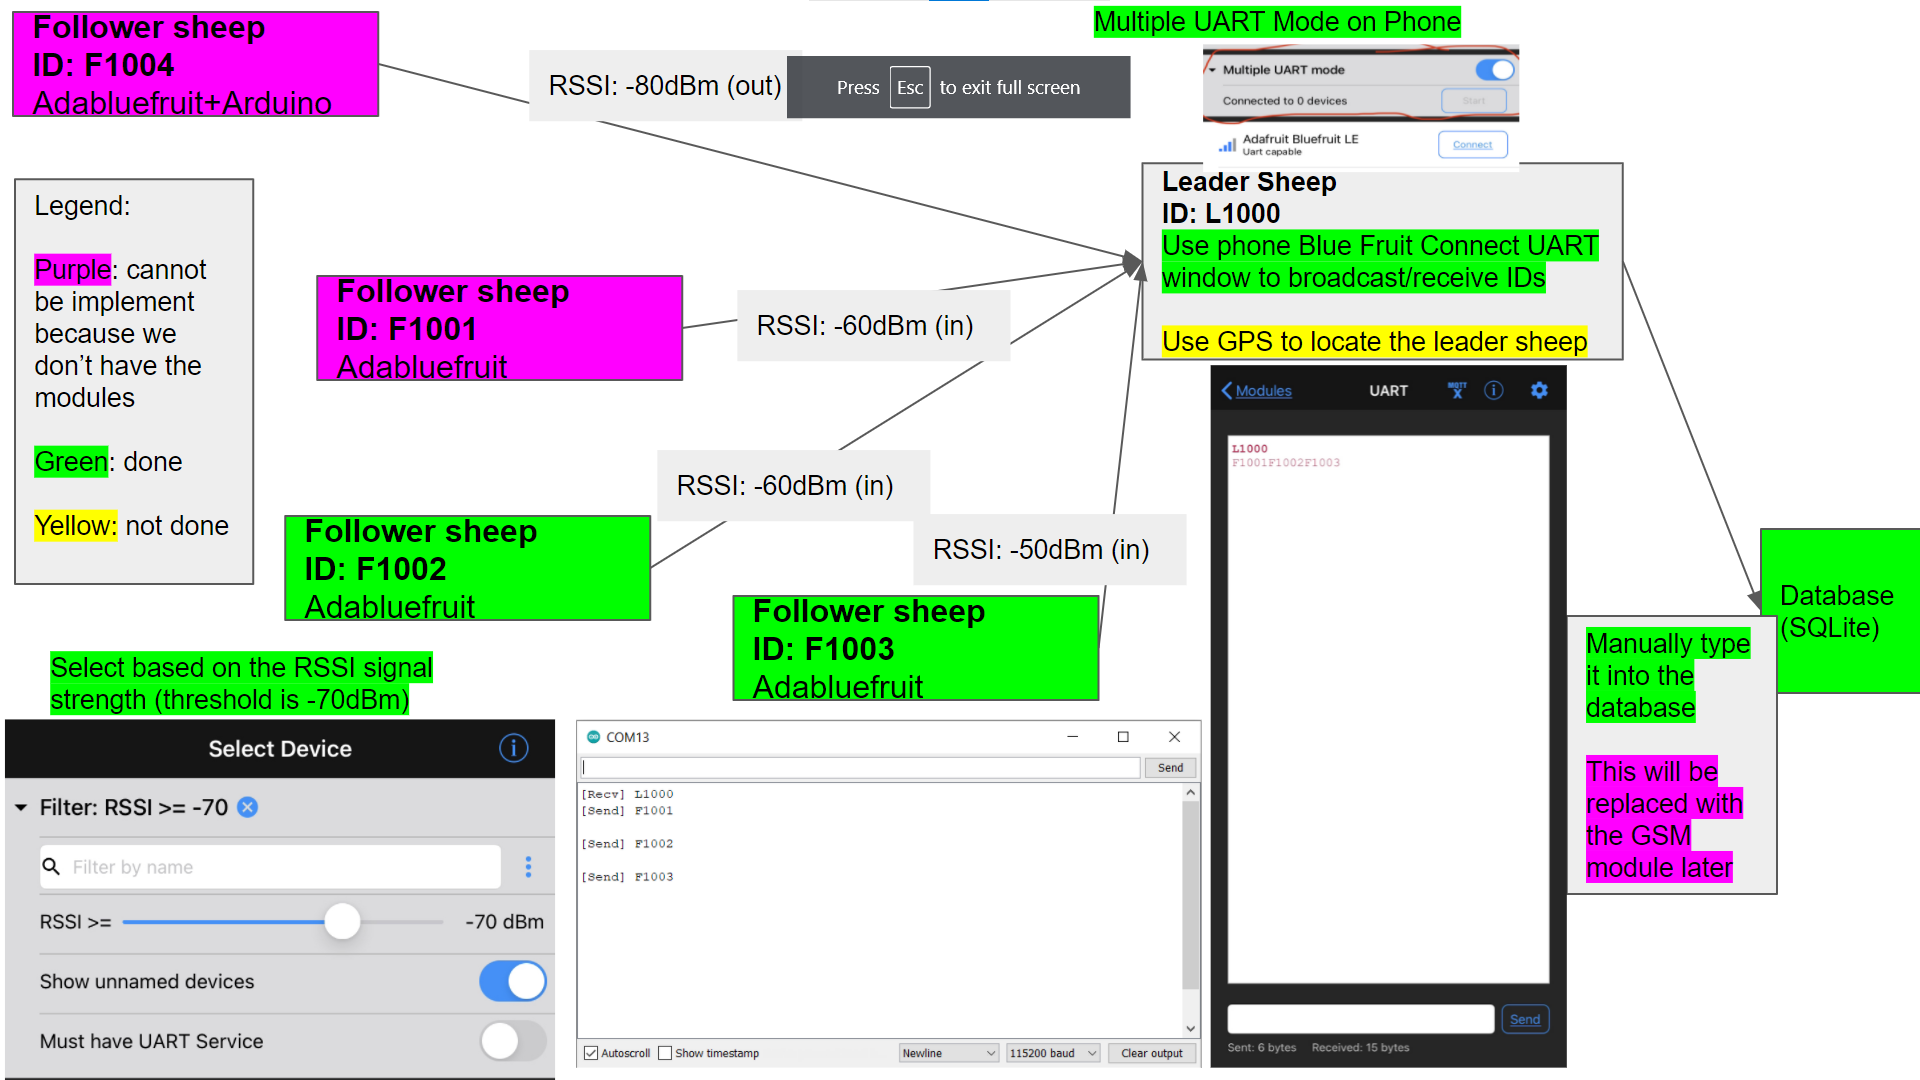 Follower sheep
ID: F1004
Adabluefruit+Arduino
RSSI: -80dBm (out)
Press Esc to exit full screen
Multiple UART Mode on Phone
Multiple UART mode
Connected to 0 devices
Start
Adafruit Bluefruit LE
Uart capable
Connect
Legend:
Purple: cannot
be implement
because we
don't have the
modules
Green: done
Yellow: not done
Follower sheep
ID: F1001
Adabluefruit
RSSI: -60dBm (in)
Leader Sheep
ID: L1000
Use phone Blue Fruit Connect UART
window to broadcast/receive IDs
Use GPS to locate the leader sheep
Follower sheep
ID: F1002
Adabluefruit
RSSI: -60dBm (in)
Follower sheep
ID: F1003
Adabluefruit
RSSI: -50dBm (in)
Modules
UART
MQTT
X
L1000
F1001F1002F1003
Send
Sent: 6 bytes Received: 15 bytes
Database
(SQLite)
Manually type
it into the
database
This will be
replaced with
the GSM
module later
Select based on the RSSI signal
strength (threshold is -70dBm)
Select Device
Filter: RSSI >= -70
Filter by name
RSSI >= -70 dBm
Show unnamed devices
Must have UART Service
COM13
Send
[Recv] L1000
[Send] F1001
[Send] F1002
[Send] F1003
Autoscroll Show timestamp Newline 115200 baud Clear output